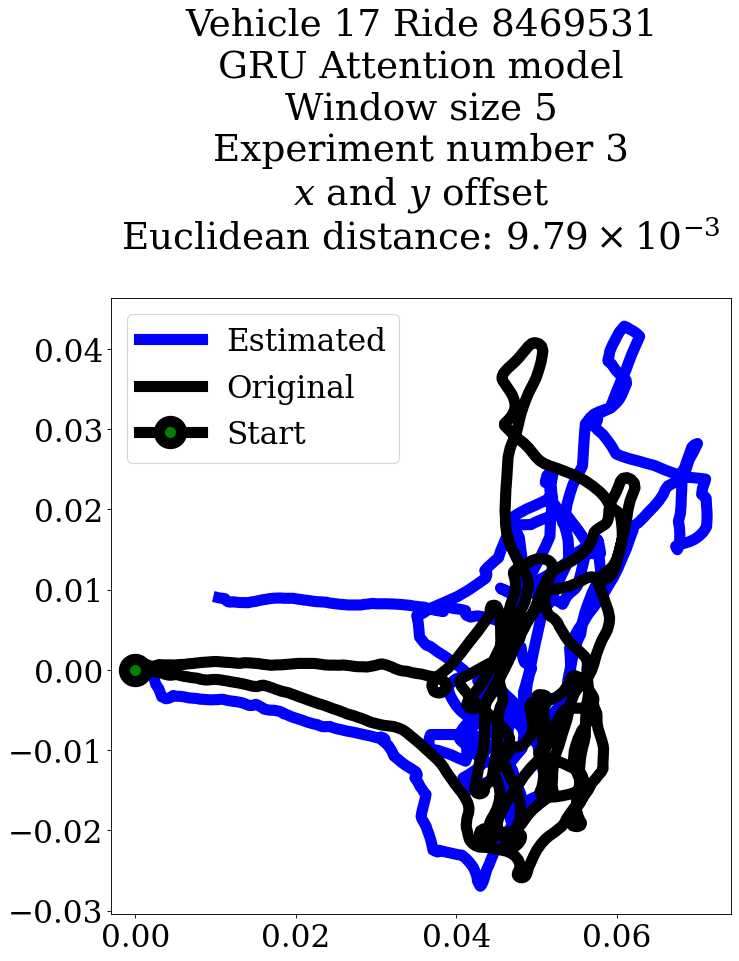 Vehicle 17 Ride 8469531
GRU Attention model
Window size 5
Experiment number 3
x and y offset
Euclidean distance: 9.79 × 10⁻³
Estimated
Original
Start
0.04
0.03
0.02
0.01
0.00
−0.01
−0.02
−0.03
0.00 0.02 0.04 0.06